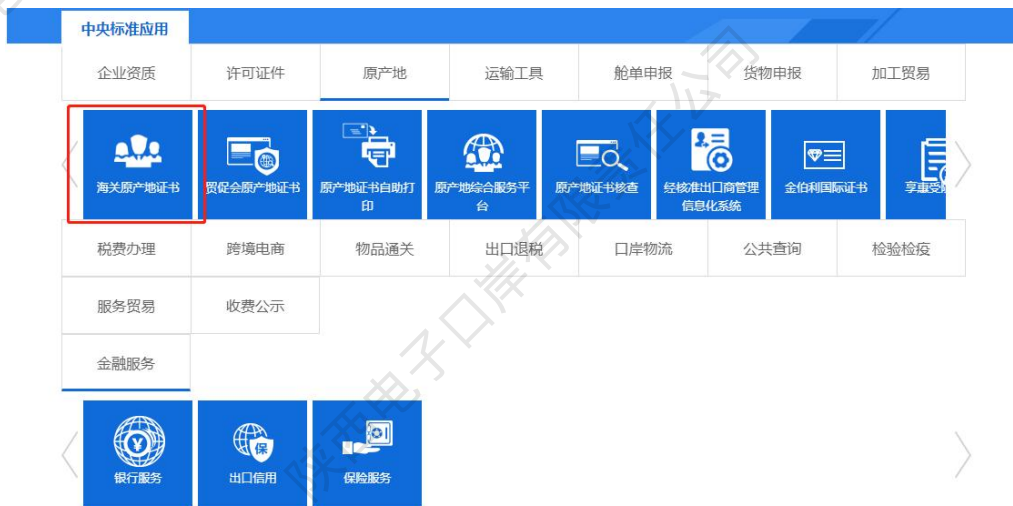 中央标准应用
企业资质 许可证件 原产地 运输工具 舱单申报 货物申报 加工贸易
海关原产地证书 贸促会原产地证书 原产地证书自助打印 原产地综合服务平台 原产地证书核查 经核准出口商管理信息化系统 金伯利国际证书 享惠受
税费办理 跨境电商 物品通关 出口退税 口岸物流 公共查询 检验检疫
服务贸易 收费公示
金融服务
银行服务 出口信用 保险服务
陕西电子口岸有限责任公司